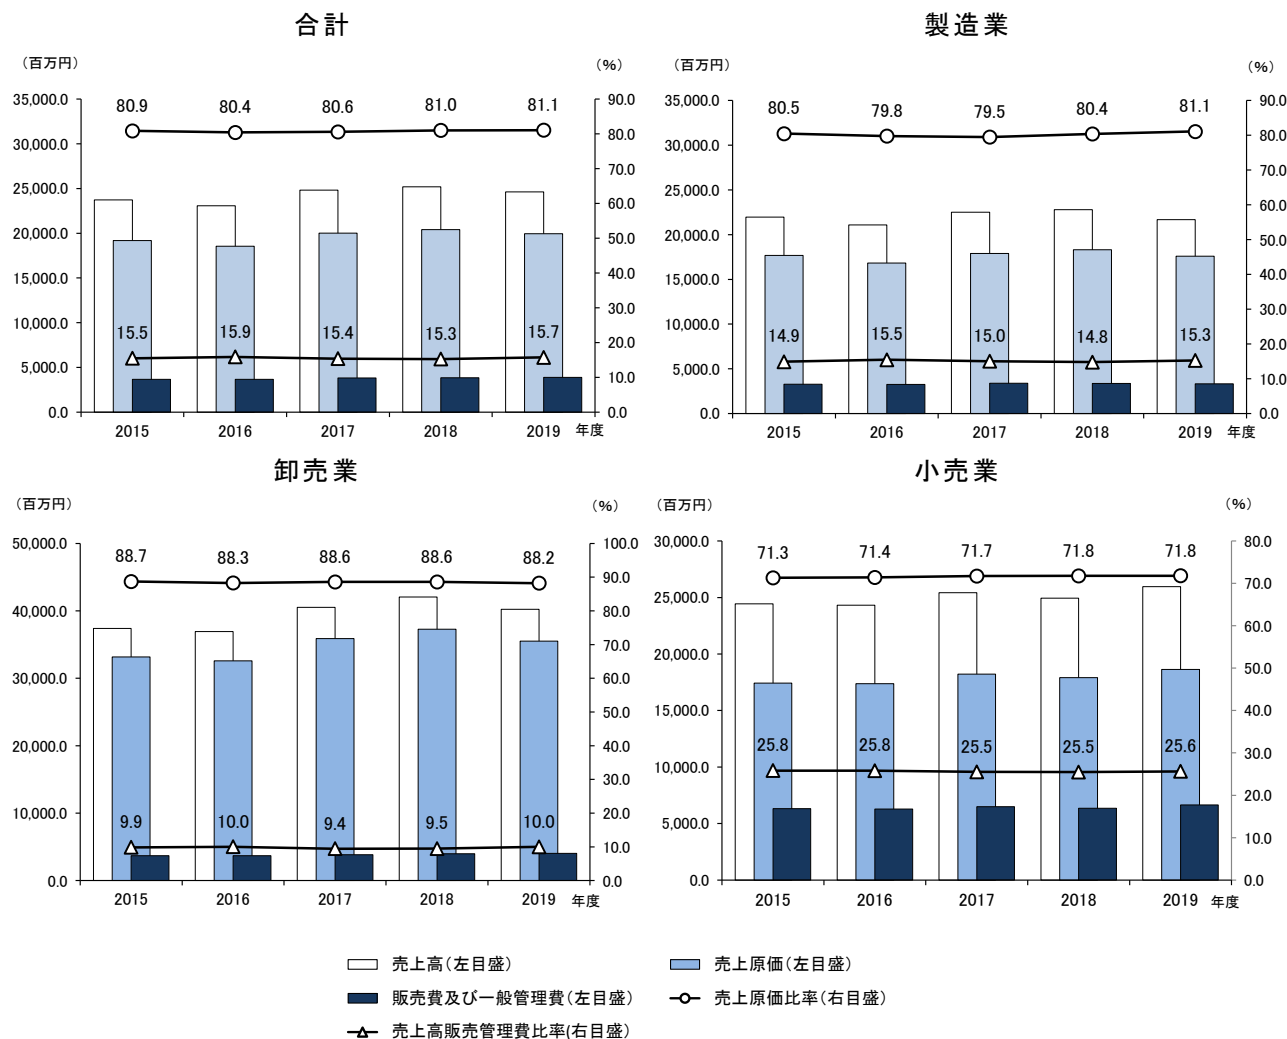 合計
（百万円）
（%）
35,000.0
30,000.0
25,000.0
20,000.0
15,000.0
10,000.0
5,000.0
0.0
90.0
80.0
70.0
60.0
50.0
40.0
30.0
20.0
10.0
0.0
80.9 80.4 80.6 81.0 81.1
15.5 15.9 15.4 15.3 15.7
2015 2016 2017 2018 2019 年度
製造業
（百万円）
（%）
35,000.0
30,000.0
25,000.0
20,000.0
15,000.0
10,000.0
5,000.0
0.0
90.0
80.0
70.0
60.0
50.0
40.0
30.0
20.0
10.0
0.0
80.5 79.8 79.5 80.4 81.1
14.9 15.5 15.0 14.8 15.3
2015 2016 2017 2018 2019 年度
卸売業
（百万円）
（%）
50,000.0
40,000.0
30,000.0
20,000.0
10,000.0
0.0
100.0
90.0
80.0
70.0
60.0
50.0
40.0
30.0
20.0
10.0
0.0
88.7 88.3 88.6 88.6 88.2
9.9 10.0 9.4 9.5 10.0
2015 2016 2017 2018 2019 年度
小売業
（百万円）
（%）
30,000.0
25,000.0
20,000.0
15,000.0
10,000.0
5,000.0
0.0
80.0
70.0
60.0
50.0
40.0
30.0
20.0
10.0
0.0
71.3 71.4 71.7 71.8 71.8
25.8 25.8 25.5 25.5 25.6
2015 2016 2017 2018 2019 年度
売上高（左目盛）
売上原価（左目盛）
販売費及び一般管理費（左目盛）
売上原価比率（右目盛）
売上高販売管理費比率(右目盛）